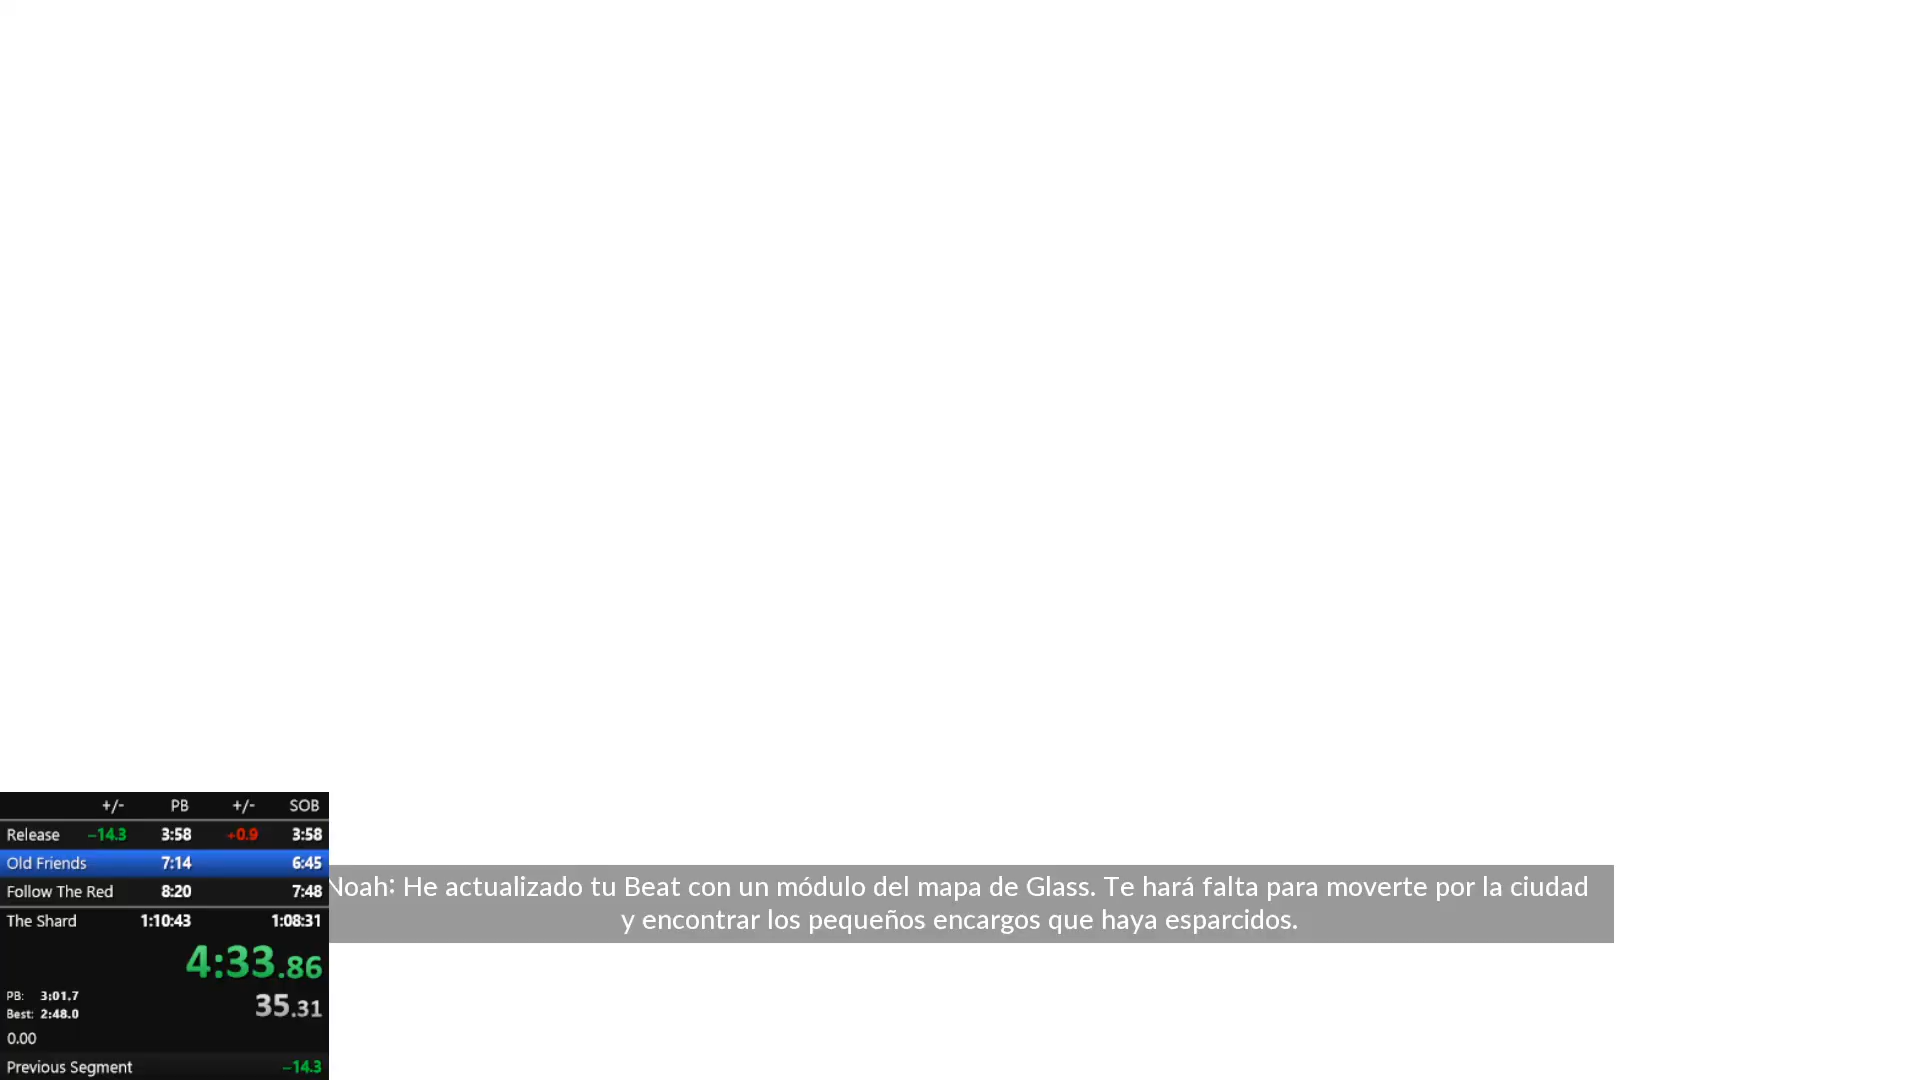 +/- PB +/- SOB
Release -14.3 3:58 +0.9 3:58
Old Friends 7:14 6:45
Follow The Red 8:20 7:48
The Shard 1:10:43 1:08:31
4:33.86
PB: 3:01.7
35.31
Best: 2:48.0
0.00
Previous Segment -14.3
Noah: He actualizado tu Beat con un módulo del mapa de Glass. Te hará falta para moverte por la ciudad
y encontrar los pequeños encargos que haya esparcidos.